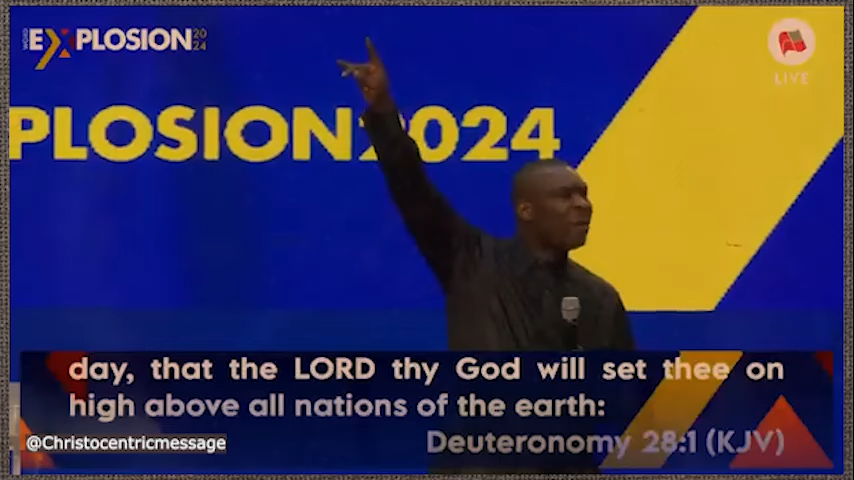 WORD EXPLOSION 2024
LIVE
PLOSION2024
day, that the LORD thy God will set thee on
high above all nations of the earth:
@Christocentricmessage
Deuteronomy 28:1 (KJV)